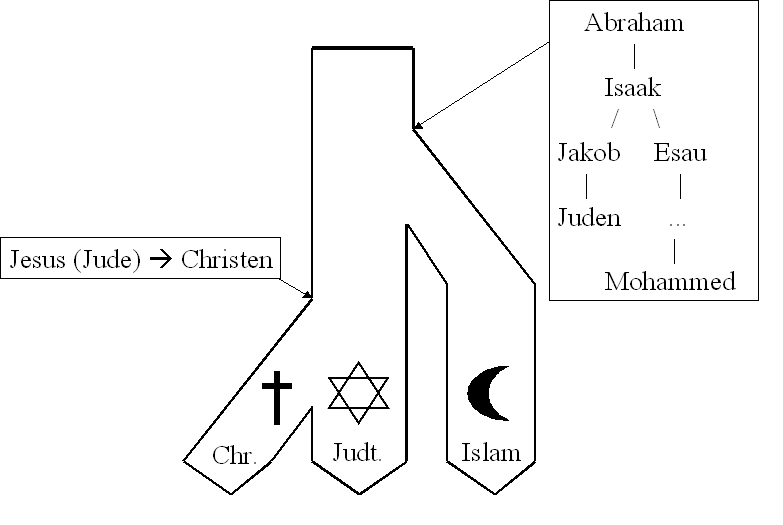 Abraham
Isaak
Jakob Esau
Juden ...
Mohammed
Jesus (Jude) → Christen
Chr. Judt. Islam